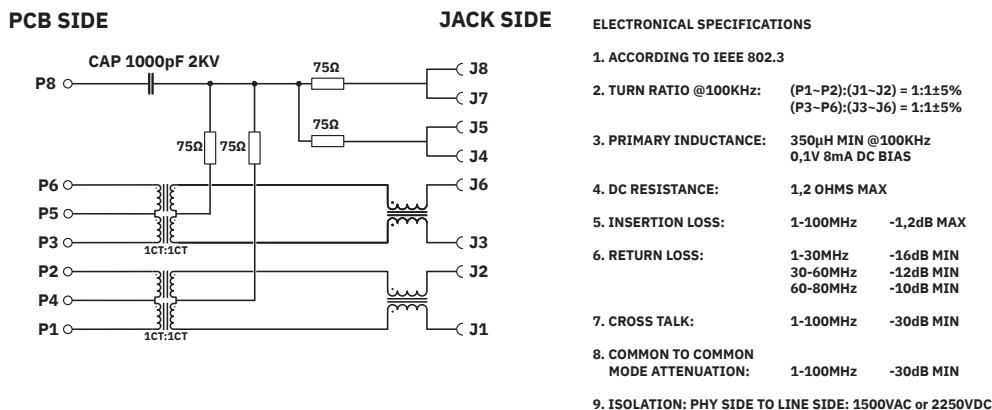 PCB SIDE
JACK SIDE
CAP 1000pF 2KV
P8
75Ω
J8
J7
75Ω
J5
J4
75Ω 75Ω
P6
J6
P5
P3
J3
1CT:1CT
P2
J2
P4
P1
J1
1CT:1CT
ELECTRONICAL SPECIFICATIONS
1. ACCORDING TO IEEE 802.3
2. TURN RATIO @100KHz: (P1~P2):(J1~J2) = 1:1±5%
(P3~P6):(J3~J6) = 1:1±5%
3. PRIMARY INDUCTANCE: 350µH MIN @100KHz
0,1V 8mA DC BIAS
4. DC RESISTANCE: 1,2 OHMS MAX
5. INSERTION LOSS: 1-100MHz -1,2dB MAX
6. RETURN LOSS: 1-30MHz -16dB MIN
30-60MHz -12dB MIN
60-80MHz -10dB MIN
7. CROSS TALK: 1-100MHz -30dB MIN
8. COMMON TO COMMON
MODE ATTENUATION: 1-100MHz -30dB MIN
9. ISOLATION: PHY SIDE TO LINE SIDE: 1500VAC or 2250VDC